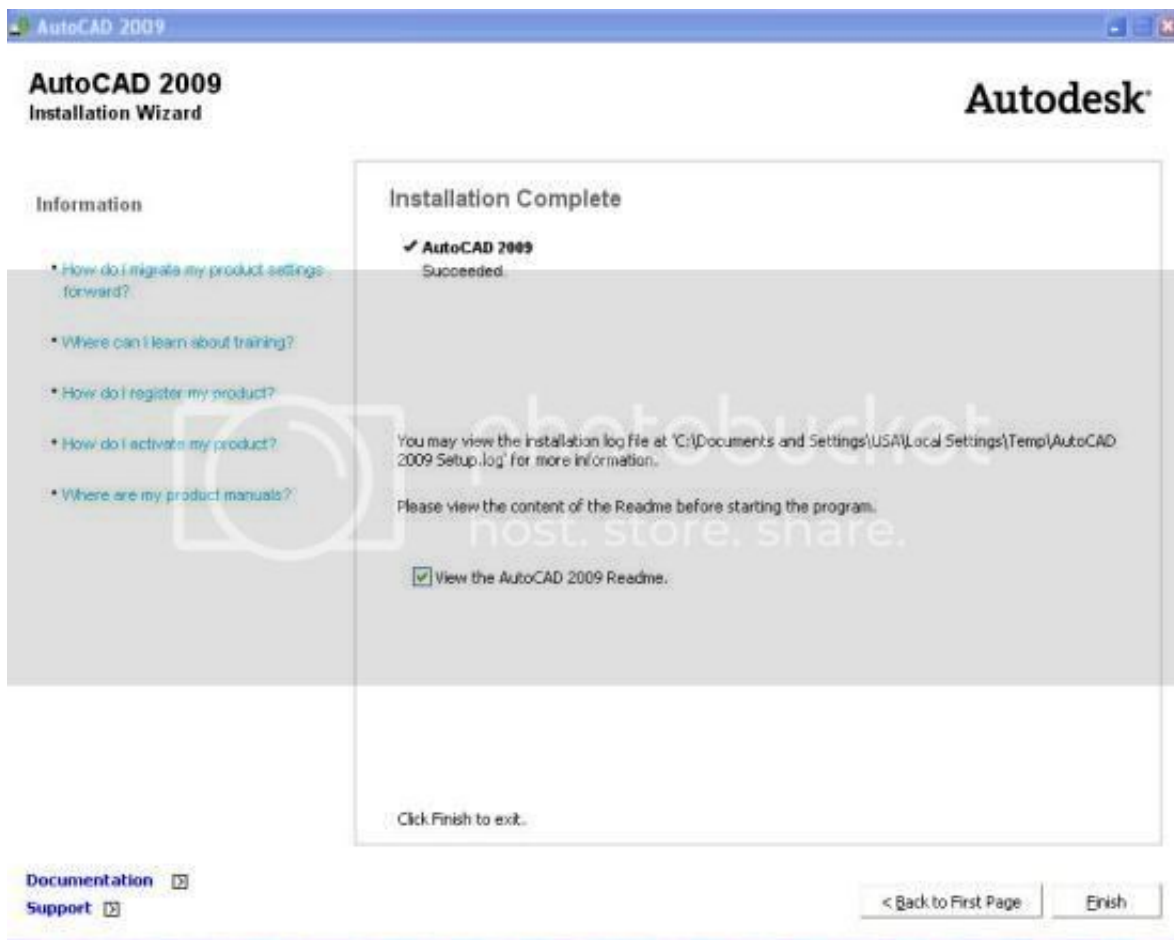 AutoCAD 2009
AutoCAD 2009
Installation Wizard
Autodesk
Information
• How do I migrate my product settings
forward?
• Where can I learn about training?
• How do I register my product?
• How do I activate my product?
• Where are my product manuals?
Installation Complete
✔ AutoCAD 2009
Succeeded.
You may view the installation log file at 'C:\Documents and Settings\USA\Local Settings\Temp\AutoCAD
2009 Setup.log' for more information.
Please view the content of the Readme before starting the program.
View the AutoCAD 2009 Readme.
photobucket
host. store. share.
Click Finish to exit.
Documentation
Support
< Back to First Page
Finish